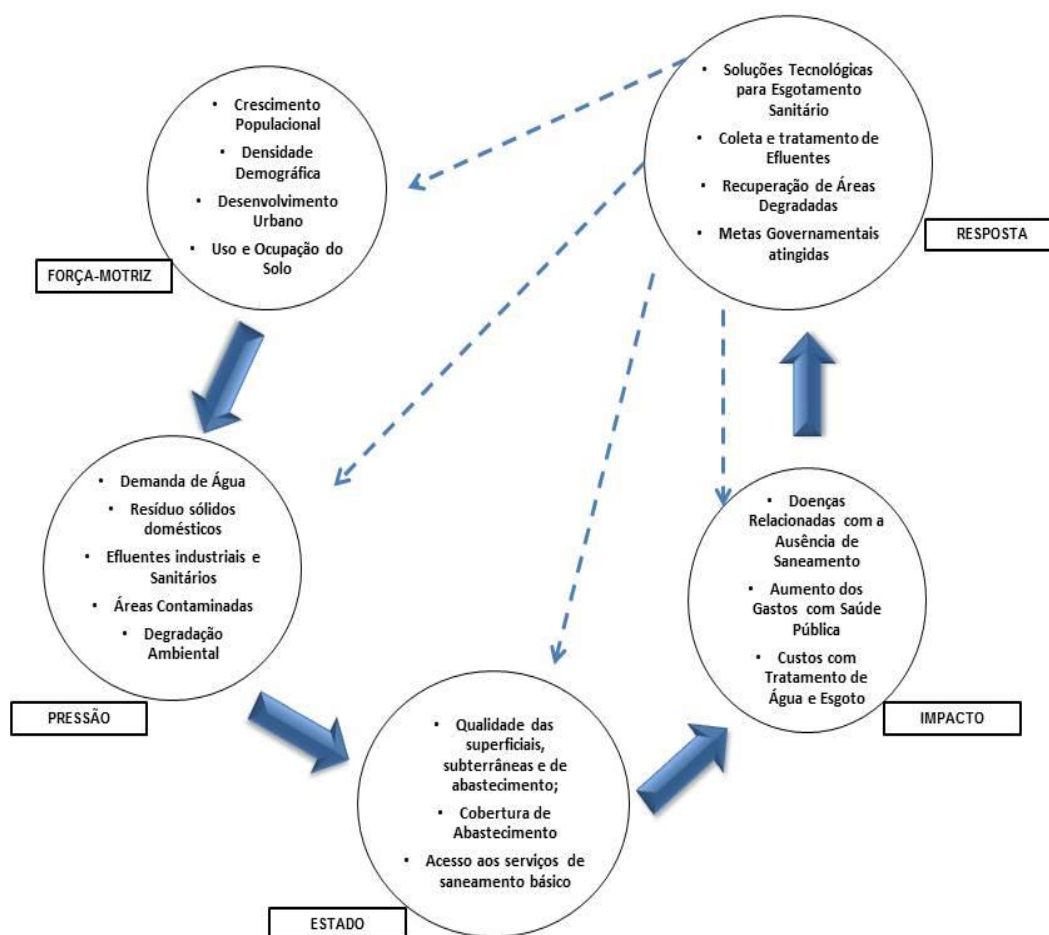 • Crescimento
Populacional
• Densidade
Demográfica
• Desenvolvimento
Urbano
• Uso e Ocupação do
Solo
FORÇA-MOTRIZ
• Demanda de Água
• Resíduo sólidos
domésticos
• Efluentes industriais e
Sanitários
• Áreas Contaminadas
• Degradação
Ambiental
PRESSÃO
• Qualidade das
superficiais,
subterrâneas e de
abastecimento;
• Cobertura de
Abastecimento
• Acesso aos serviços de
saneamento básico
ESTADO
• Doenças
Relacionadas com a
Ausência de
Saneamento
• Aumento dos
Gastos com Saúde
Pública
• Custos com
Tratamento de
Água e Esgoto
IMPACTO
• Soluções Tecnológicas
para Esgotamento
Sanitário
• Coleta e tratamento de
Efluentes
• Recuperação de Áreas
Degradadas
• Metas Governamentais
atingidas
RESPOSTA